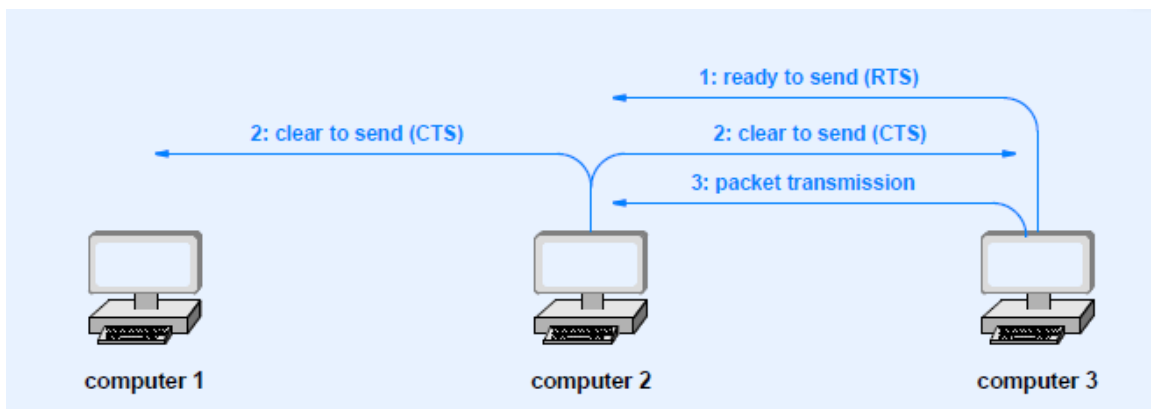 1: ready to send (RTS)
2: clear to send (CTS)
2: clear to send (CTS)
3: packet transmission
computer 1
computer 2
computer 3